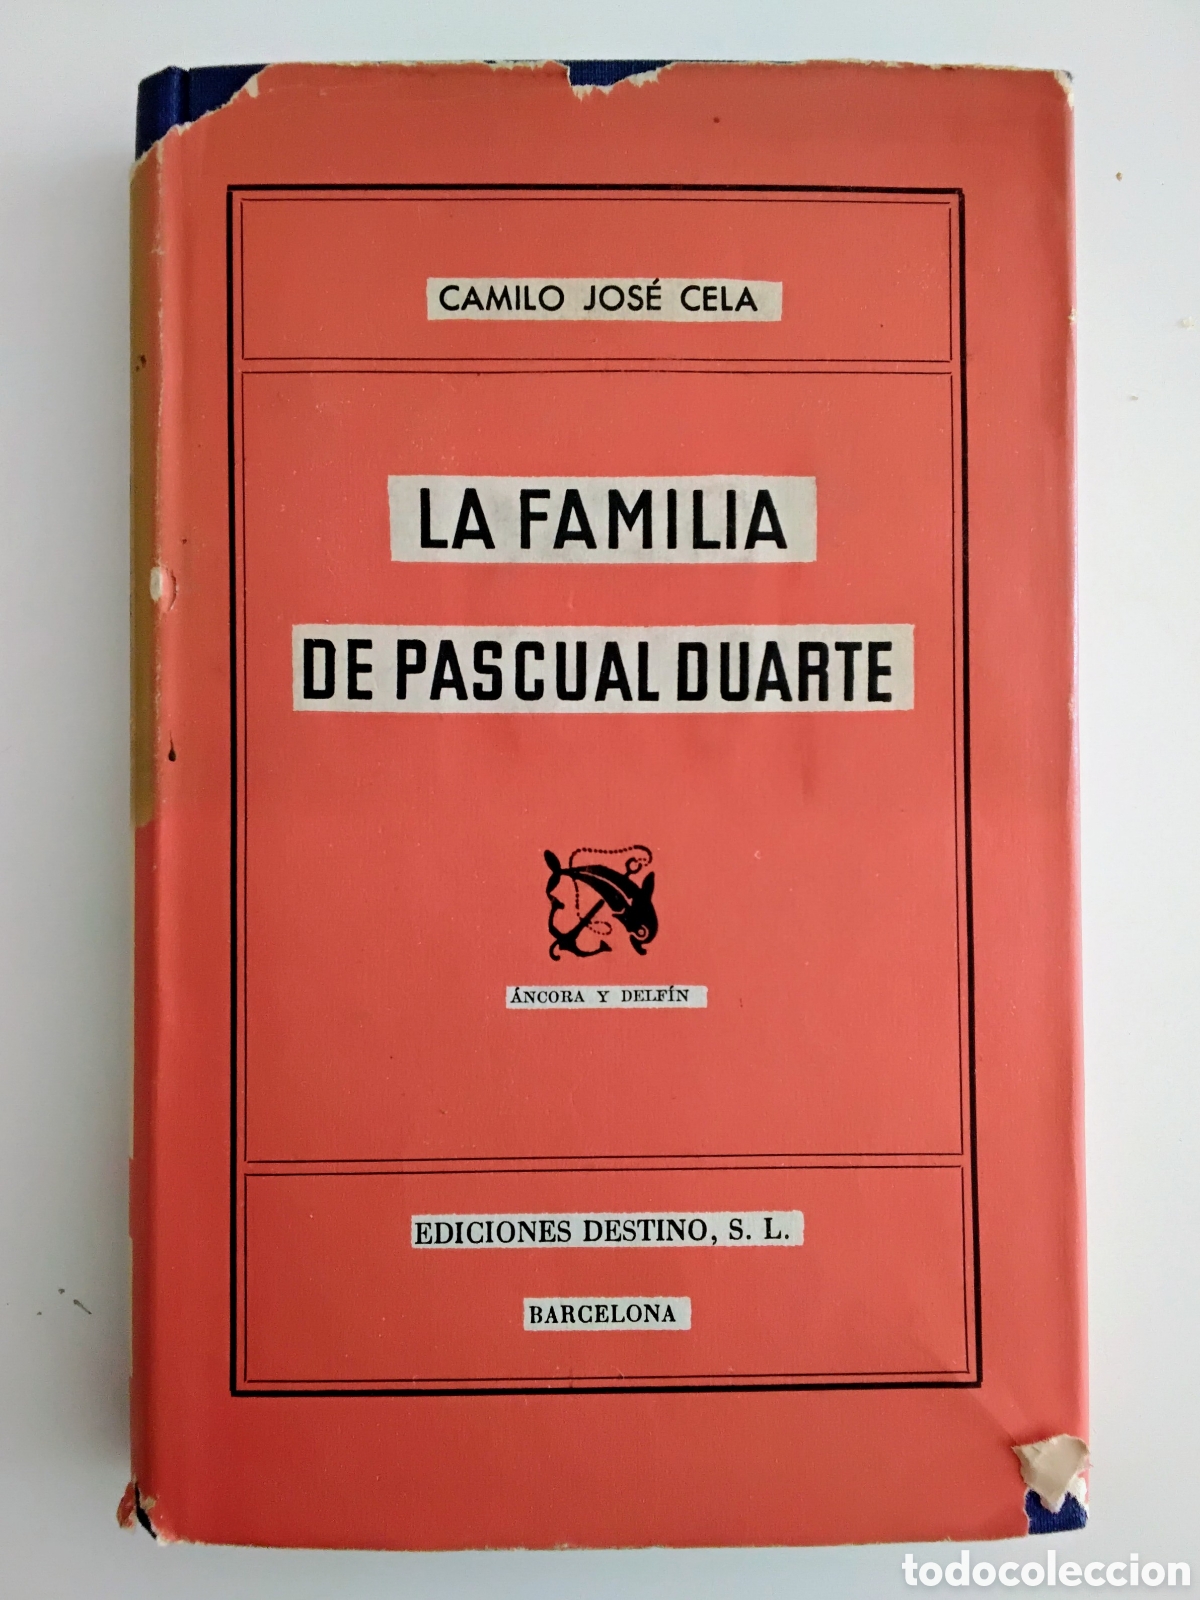 CAMILO JOSÉ CELA
LA FAMILIA
DE PASCUAL DUARTE
ÁNCORA Y DELFÍN
EDICIONES DESTINO, S. L.
BARCELONA
todocoleccion